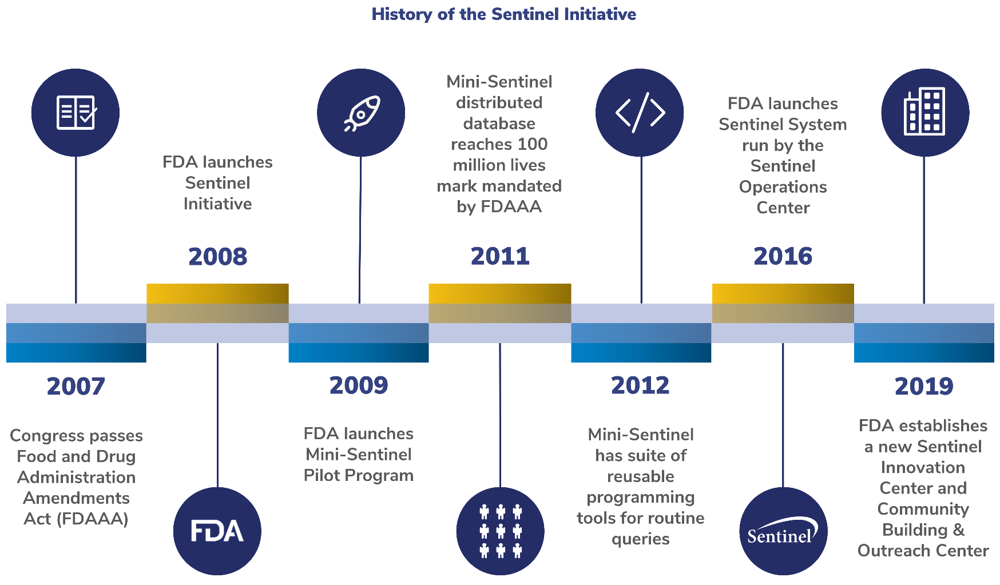 History of the Sentinel Initiative
2007
Congress passes
Food and Drug
Administration
Amendments
Act (FDAAA)
FDA launches
Sentinel
Initiative
2008
FDA
2009
FDA launches
Mini-Sentinel
Pilot Program
Mini-Sentinel
distributed
database
reaches 100
million lives
mark mandated
by FDAAA
2011
2012
Mini-Sentinel
has suite of
reusable
programming
tools for routine
queries
FDA launches
Sentinel System
run by the
Sentinel
Operations
Center
2016
Sentinel
2019
FDA establishes
a new Sentinel
Innovation
Center and
Community
Building &
Outreach Center